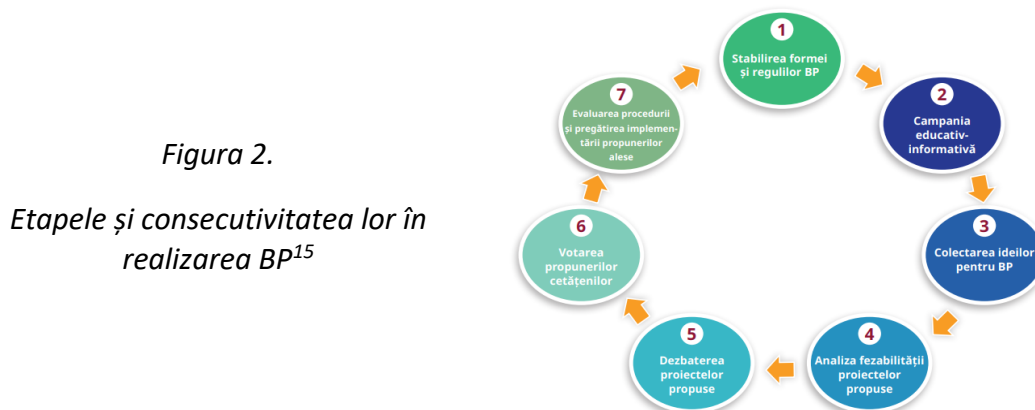 Figura 2.
Etapele și consecutivitatea lor în
realizarea BP15
1
Stabilirea formei
și regulilor BP
2
Campania
educativ-
informativă
3
Colectarea ideilor
pentru BP
4
Analiza fezabilității
proiectelor
propuse
5
Dezbaterea
proiectelor
propuse
6
Votarea
propunerilor
cetățenilor
7
Evaluarea procedurii
și pregătirea implemen-
tării propunerilor
alese